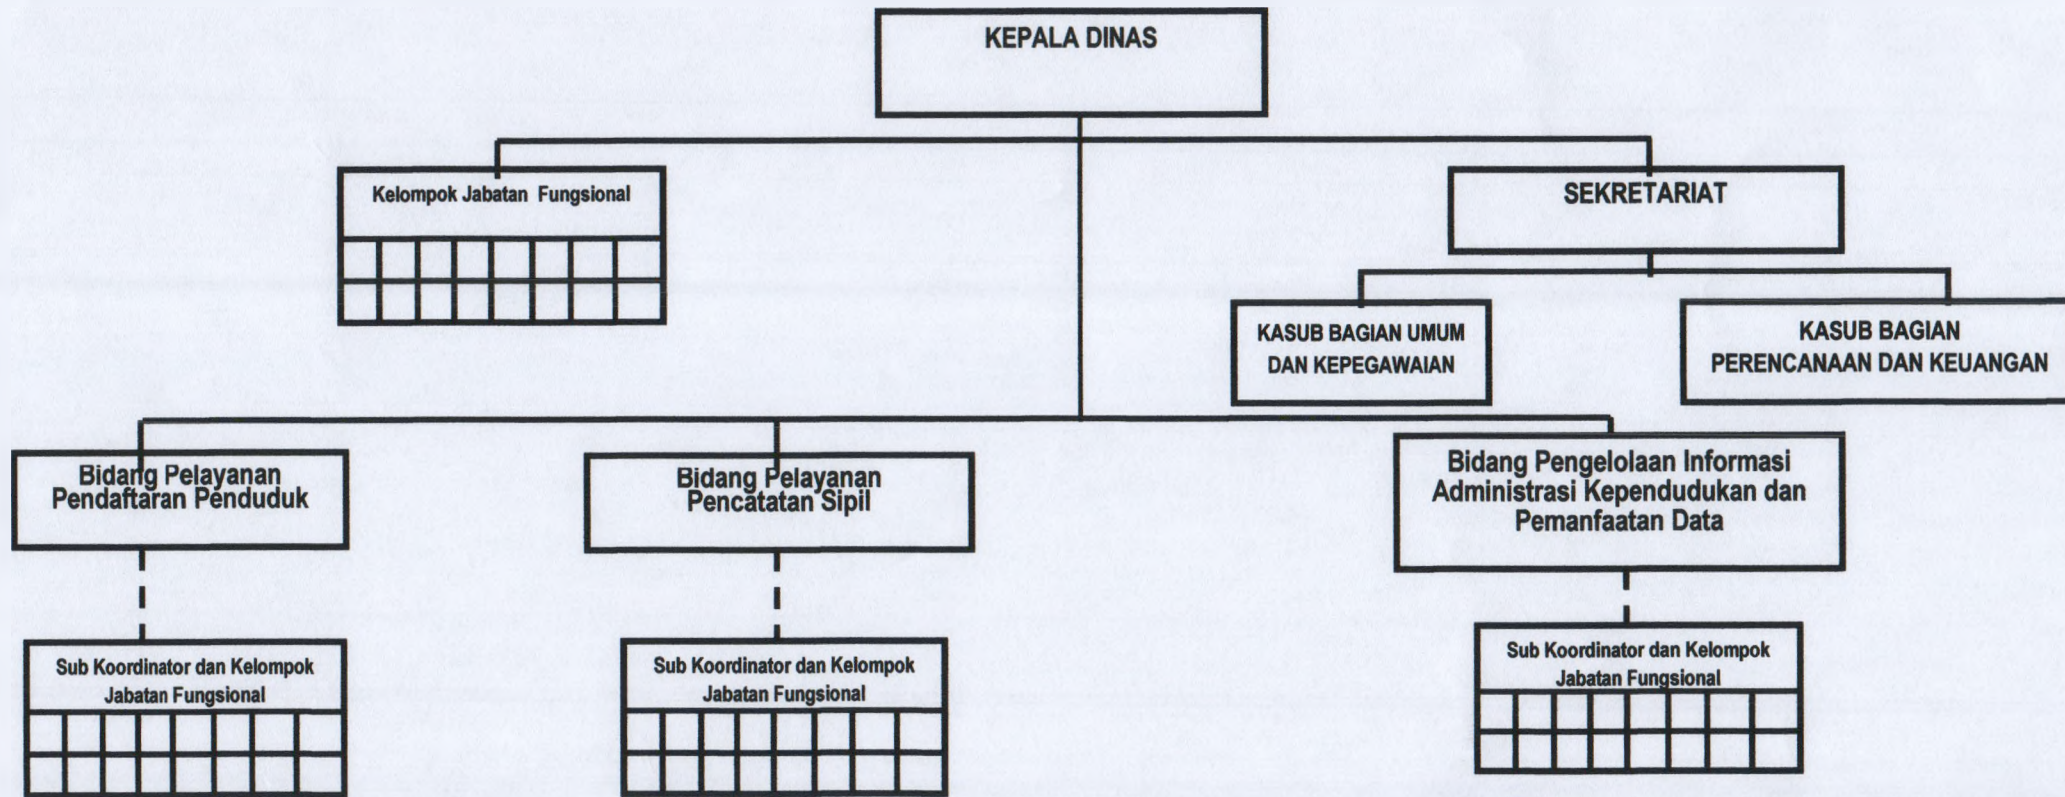 KEPALA DINAS
Kelompok Jabatan Fungsional
SEKRETARIAT
KASUB BAGIAN UMUM
DAN KEPEGAWAIAN
KASUB BAGIAN
PERENCANAAN DAN KEUANGAN
Bidang Pelayanan
Pendaftaran Penduduk
Bidang Pelayanan
Pencatatan Sipil
Bidang Pengelolaan Informasi
Administrasi Kependudukan dan
Pemanfaatan Data
Sub Koordinator dan Kelompok
Jabatan Fungsional
Sub Koordinator dan Kelompok
Jabatan Fungsional
Sub Koordinator dan Kelompok
Jabatan Fungsional